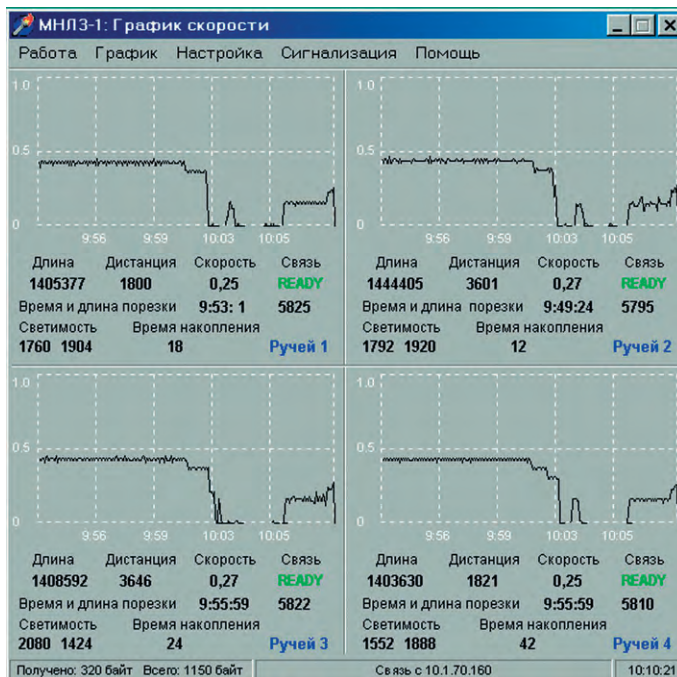 МНЛЗ-1: График скорости
Работа График Настройка Сигнализация Помощь
1.0
0.5
0
9:56 9:59 10:03 10:05
Длина Дистанция Скорость Связь
1405377 1800 0,25 READY
Время и длина порезки 9:53: 1 5825
Светимость Время накопления
1760 1904 18 Ручей 1
1.0
0.5
0
9:56 9:59 10:03 10:05
Длина Дистанция Скорость Связь
1444405 3601 0,27 READY
Время и длина порезки 9:49:24 5795
Светимость Время накопления
1792 1920 12 Ручей 2
1.0
0.5
0
9:56 9:59 10:03 10:05
Длина Дистанция Скорость Связь
1408592 3646 0,27 READY
Время и длина порезки 9:55:59 5822
Светимость Время накопления
2080 1424 24 Ручей 3
1.0
0.5
0
9:56 9:59 10:03 10:05
Длина Дистанция Скорость Связь
1403630 1821 0,25 READY
Время и длина порезки 9:55:59 5810
Светимость Время накопления
1552 1888 42 Ручей 4
Получено: 320 байт Всего: 1150 байт Связь с 10.1.70.160 10:10:21